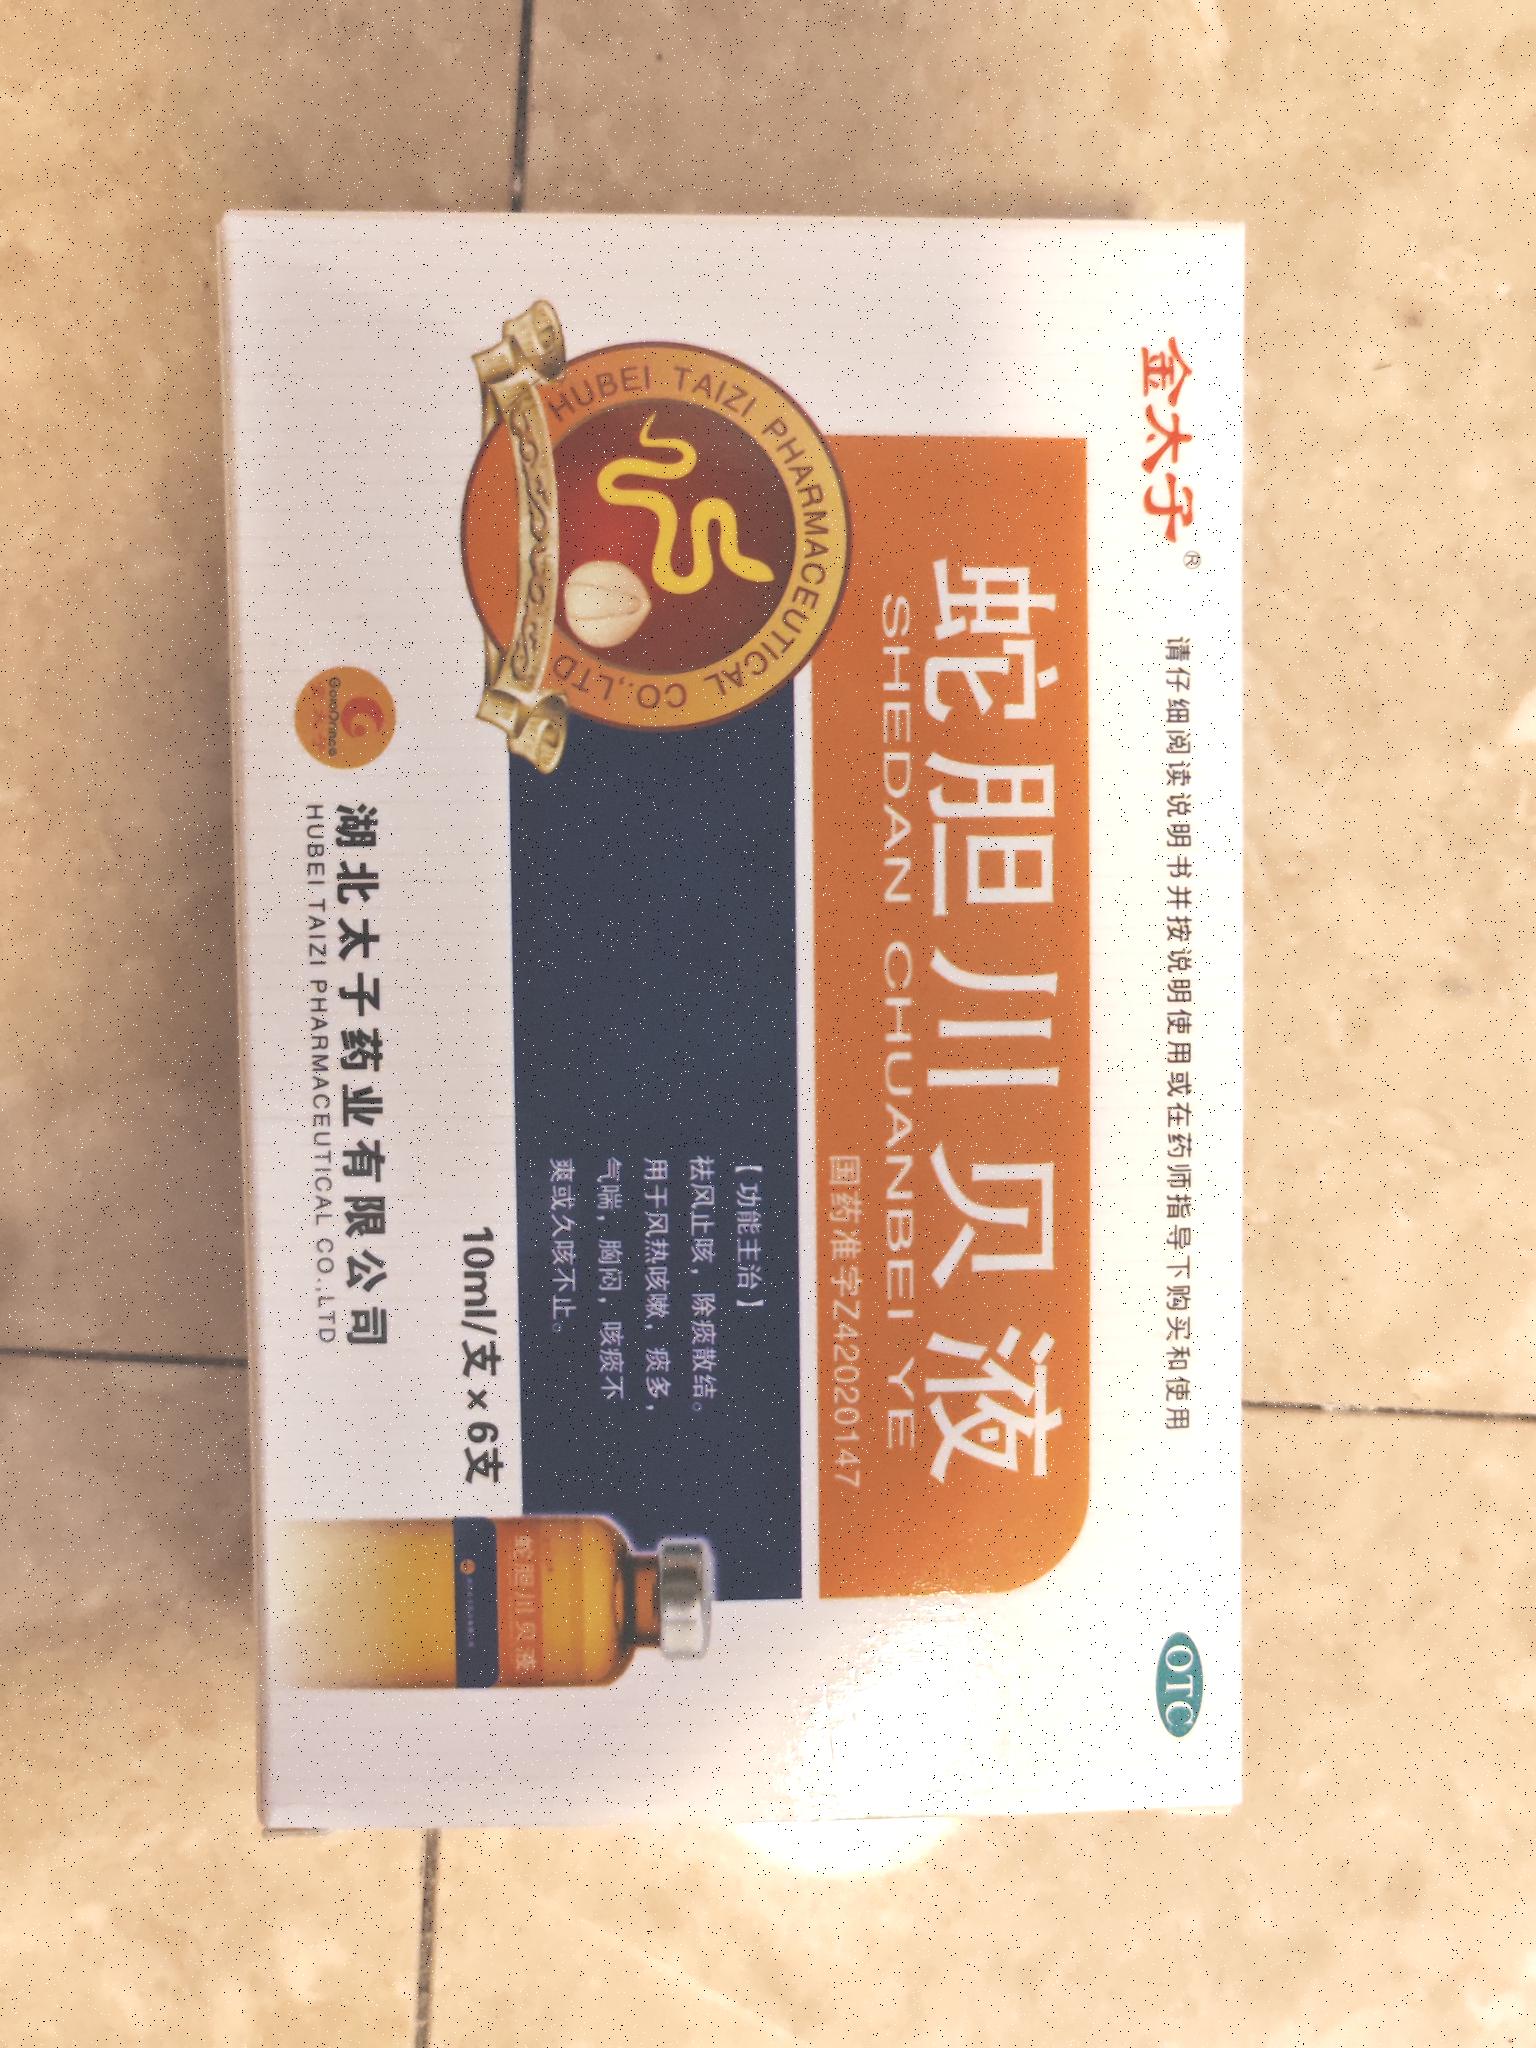 金太子®
请仔细阅读说明书并按说明使用或在药师指导下购买和使用
OTC
蛇胆川贝液
SHEDAN CHUANBEI YE
国药准字Z42020147
HUBEI TAIZI PHARMACEUTICAL CO.,LTD
【功能主治】
祛风止咳，除痰散结。
用于风热咳嗽，痰多，
气喘，胸闷，咳痰不
爽或久咳不止。
10ml/支×6支
蛇胆川贝液
湖北太子药业有限公司
HUBEI TAIZI PHARMACEUTICAL CO.,LTD